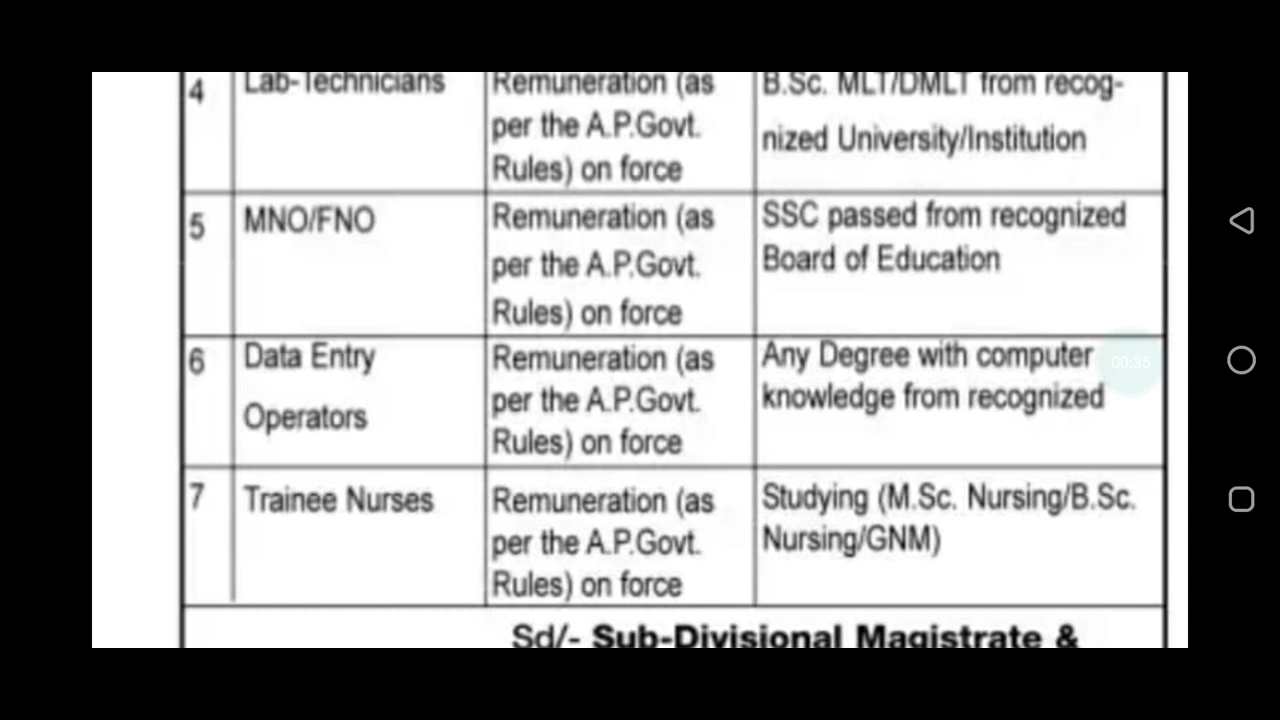 4 Lab-Technicians Remuneration (as B.Sc. MLT/DMLT from recog-
per the A.P.Govt. nized University/Institution
Rules) on force
5 MNO/FNO Remuneration (as SSC passed from recognized
per the A.P.Govt. Board of Education
Rules) on force
6 Data Entry Remuneration (as Any Degree with computer
Operators per the A.P.Govt. knowledge from recognized
Rules) on force
00:35
7 Trainee Nurses Remuneration (as Studying (M.Sc. Nursing/B.Sc.
per the A.P.Govt. Nursing/GNM)
Rules) on force
Sd/- Sub-Divisional Magistrate &